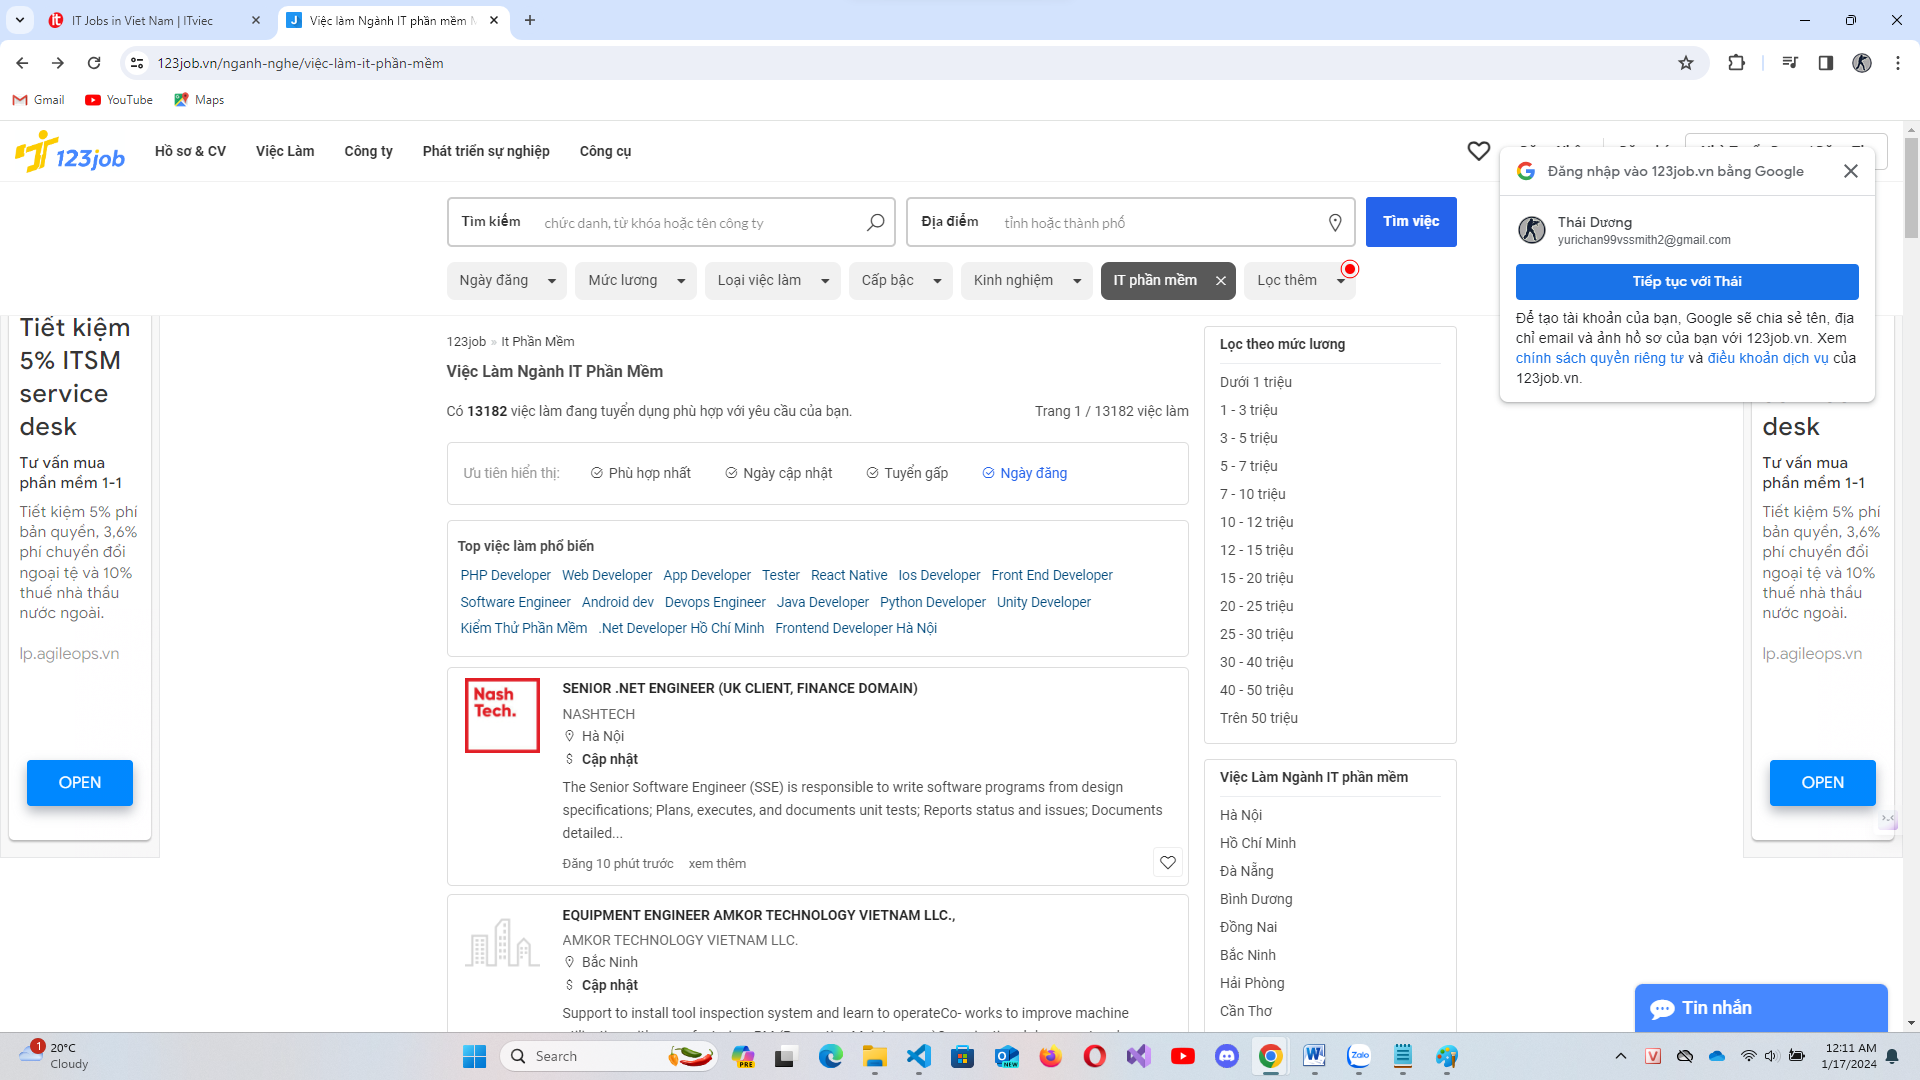 IT Jobs in Viet Nam | ITviec
Việc làm Ngành IT phần mềm
123job.vn/nganh-nghe/việc-làm-it-phần-mềm
Gmail
YouTube
Maps
123job
Hồ sơ & CV
Việc Làm
Công ty
Phát triển sự nghiệp
Công cụ
Tìm kiếm
chức danh, từ khóa hoặc tên công ty
Địa điểm
tỉnh hoặc thành phố
Tìm việc
Ngày đăng
Mức lương
Loại việc làm
Cấp bậc
Kinh nghiệm
IT phần mềm
Lọc thêm
Đăng nhập vào 123job.vn bằng Google
Thái Dương
yurichan99vssmith2@gmail.com
Tiếp tục với Thái
Để tạo tài khoản của bạn, Google sẽ chia sẻ tên, địa
chỉ email và ảnh hồ sơ của bạn với 123job.vn. Xem
chính sách quyền riêng tư và điều khoản dịch vụ của
123job.vn.
Tiết kiệm
5% ITSM
service
desk
Tư vấn mua
phần mềm 1-1
Tiết kiệm 5% phí
bản quyền, 3,6%
phí chuyển đổi
ngoại tệ và 10%
thuế nhà thầu
nước ngoài.
lp.agileops.vn
OPEN
123job » It Phần Mềm
Việc Làm Ngành IT Phần Mềm
Có 13182 việc làm đang tuyển dụng phù hợp với yêu cầu của bạn.
Trang 1 / 13182 việc làm
Ưu tiên hiển thị:
Phù hợp nhất
Ngày cập nhật
Tuyển gấp
Ngày đăng
Top việc làm phổ biến
PHP Developer Web Developer App Developer Tester React Native Ios Developer Front End Developer
Software Engineer Android dev Devops Engineer Java Developer Python Developer Unity Developer
Kiểm Thử Phần Mềm .Net Developer Hồ Chí Minh Frontend Developer Hà Nội
Nash
Tech.
SENIOR .NET ENGINEER (UK CLIENT, FINANCE DOMAIN)
NASHTECH
Hà Nội
$ Cập nhật
The Senior Software Engineer (SSE) is responsible to write software programs from design
specifications; Plans, executes, and documents unit tests; Reports status and issues; Documents
detailed...
Đăng 10 phút trước xem thêm
EQUIPMENT ENGINEER AMKOR TECHNOLOGY VIETNAM LLC.,
AMKOR TECHNOLOGY VIETNAM LLC.
Bắc Ninh
$ Cập nhật
Support to install tool inspection system and learn to operateCo- works to improve machine
Lọc theo mức lương
Dưới 1 triệu
1 - 3 triệu
3 - 5 triệu
5 - 7 triệu
7 - 10 triệu
10 - 12 triệu
12 - 15 triệu
15 - 20 triệu
20 - 25 triệu
25 - 30 triệu
30 - 40 triệu
40 - 50 triệu
Trên 50 triệu
Việc Làm Ngành IT phần mềm
Hà Nội
Hồ Chí Minh
Đà Nẵng
Bình Dương
Đồng Nai
Bắc Ninh
Hải Phòng
Cần Thơ
desk
Tư vấn mua
phần mềm 1-1
Tiết kiệm 5% phí
bản quyền, 3,6%
phí chuyển đổi
ngoại tệ và 10%
thuế nhà thầu
nước ngoài.
lp.agileops.vn
OPEN
Tin nhắn
1
20°C
Cloudy
Search
PRE
NEW
Zalo
12:11 AM
1/17/2024